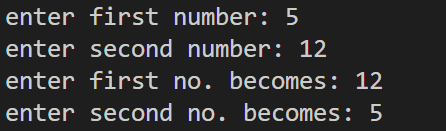 enter first number: 5
enter second number: 12
enter first no. becomes: 12
enter second no. becomes: 5